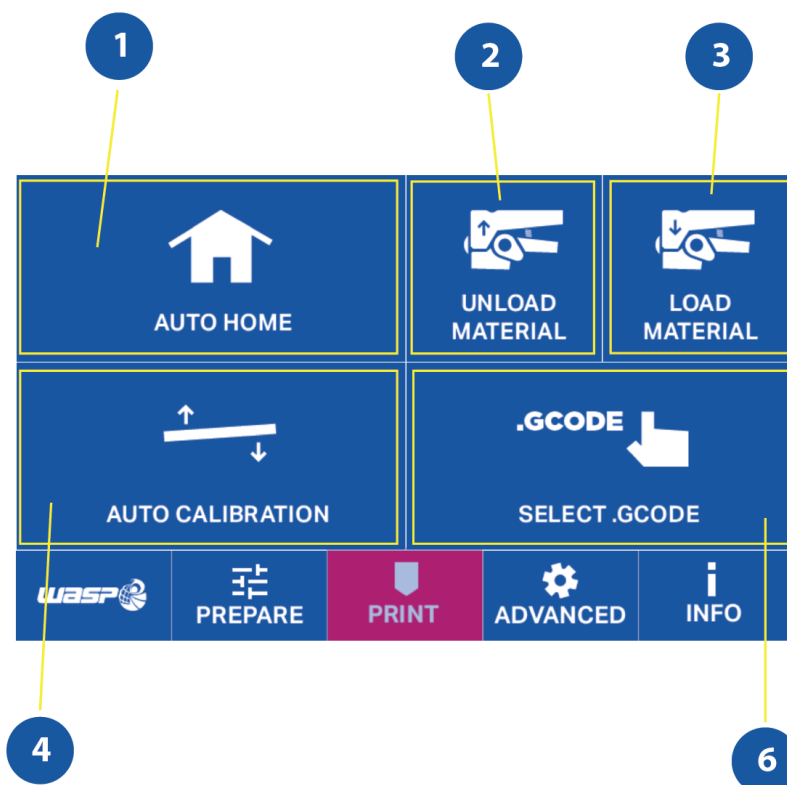 1
2
3
AUTO HOME
UNLOAD
MATERIAL
LOAD
MATERIAL
.GCODE
AUTO CALIBRATION
SELECT .GCODE
wasp
PREPARE
PRINT
ADVANCED
INFO
4
6